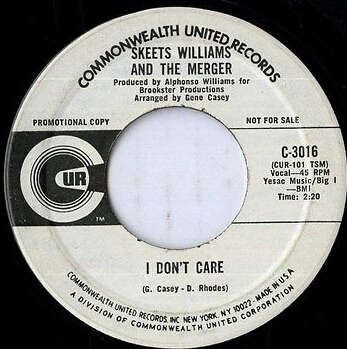 COMMONWEALTH UNITED RECORDS
SKEETS WILLIAMS
AND THE MERGER
Produced by Alphonso Williams for
Brookster Productions
Arranged by Gene Casey
PROMOTIONAL COPY
NOT FOR SALE
CUR
TM
C-3016
(CUR-101 TSM)
Vocal—45 RPM
Yesac Music/Big I
—BMI
Time: 2:20
I DON'T CARE
(G. Casey - D. Rhodes)
COMMONWEALTH UNITED RECORDS, INC. NEW YORK, N.Y. 10022 • MADE IN U.S.A.
A DIVISION OF COMMONWEALTH UNITED CORPORATION